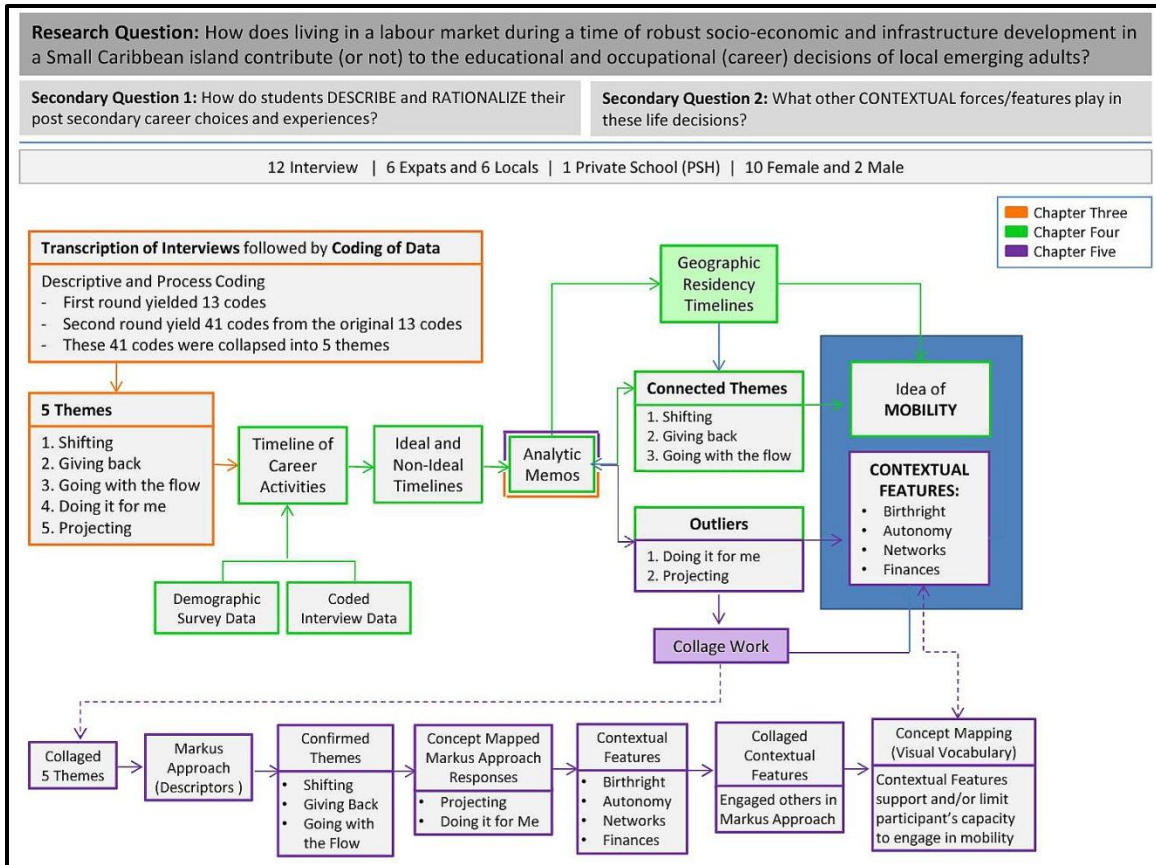 Research Question: How does living in a labour market during a time of robust socio-economic and infrastructure development in
a Small Caribbean island contribute (or not) to the educational and occupational (career) decisions of local emerging adults?
Secondary Question 1: How do students DESCRIBE and RATIONALIZE their
post secondary career choices and experiences?
Secondary Question 2: What other CONTEXTUAL forces/features play in
these life decisions?
12 Interview | 6 Expats and 6 Locals | 1 Private School (PSH) | 10 Female and 2 Male
Chapter Three
Chapter Four
Chapter Five
Transcription of Interviews followed by Coding of Data
Descriptive and Process Coding
- First round yielded 13 codes
- Second round yield 41 codes from the original 13 codes
- These 41 codes were collapsed into 5 themes
5 Themes
1. Shifting
2. Giving back
3. Going with the flow
4. Doing it for me
5. Projecting
Timeline of
Career
Activities
Demographic
Survey Data
Coded
Interview Data
Ideal and
Non-Ideal
Timelines
Analytic
Memos
Geographic
Residency
Timelines
Connected Themes
1. Shifting
2. Giving back
3. Going with the flow
Outliers
1. Doing it for me
2. Projecting
Idea of
MOBILITY
CONTEXTUAL
FEATURES:
• Birthright
• Autonomy
• Networks
• Finances
Collage Work
Collaged
5 Themes
Markus
Approach
(Descriptors )
Confirmed
Themes
• Shifting
• Giving Back
• Going with
the Flow
Concept Mapped
Markus Approach
Responses
• Projecting
• Doing it for Me
Contextual
Features
• Birthright
• Autonomy
• Networks
• Finances
Collaged
Contextual
Features
Engaged others in
Markus Approach
Concept Mapping
(Visual Vocabulary)
Contextual Features
support and/or limit
participant's capacity
to engage in mobility